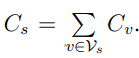 $C_s = \sum_{v \in \mathcal{V}_s} C_v.$